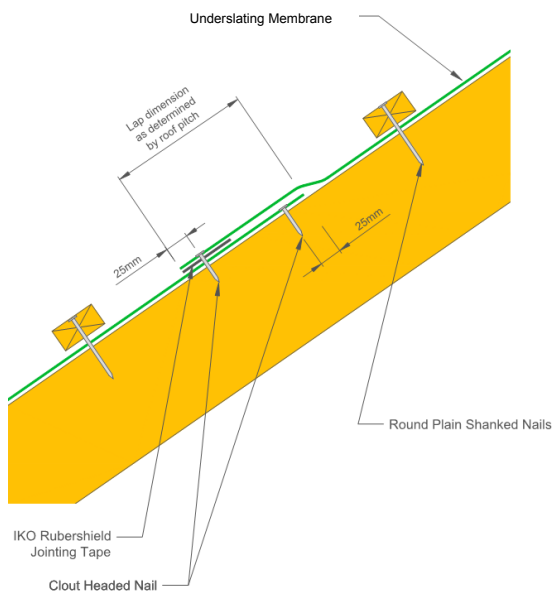 Underslating Membrane
Lap dimension
as determined
by roof pitch
25mm
25mm
Round Plain Shanked Nails
IKO Rubershield
Jointing Tape
Clout Headed Nail